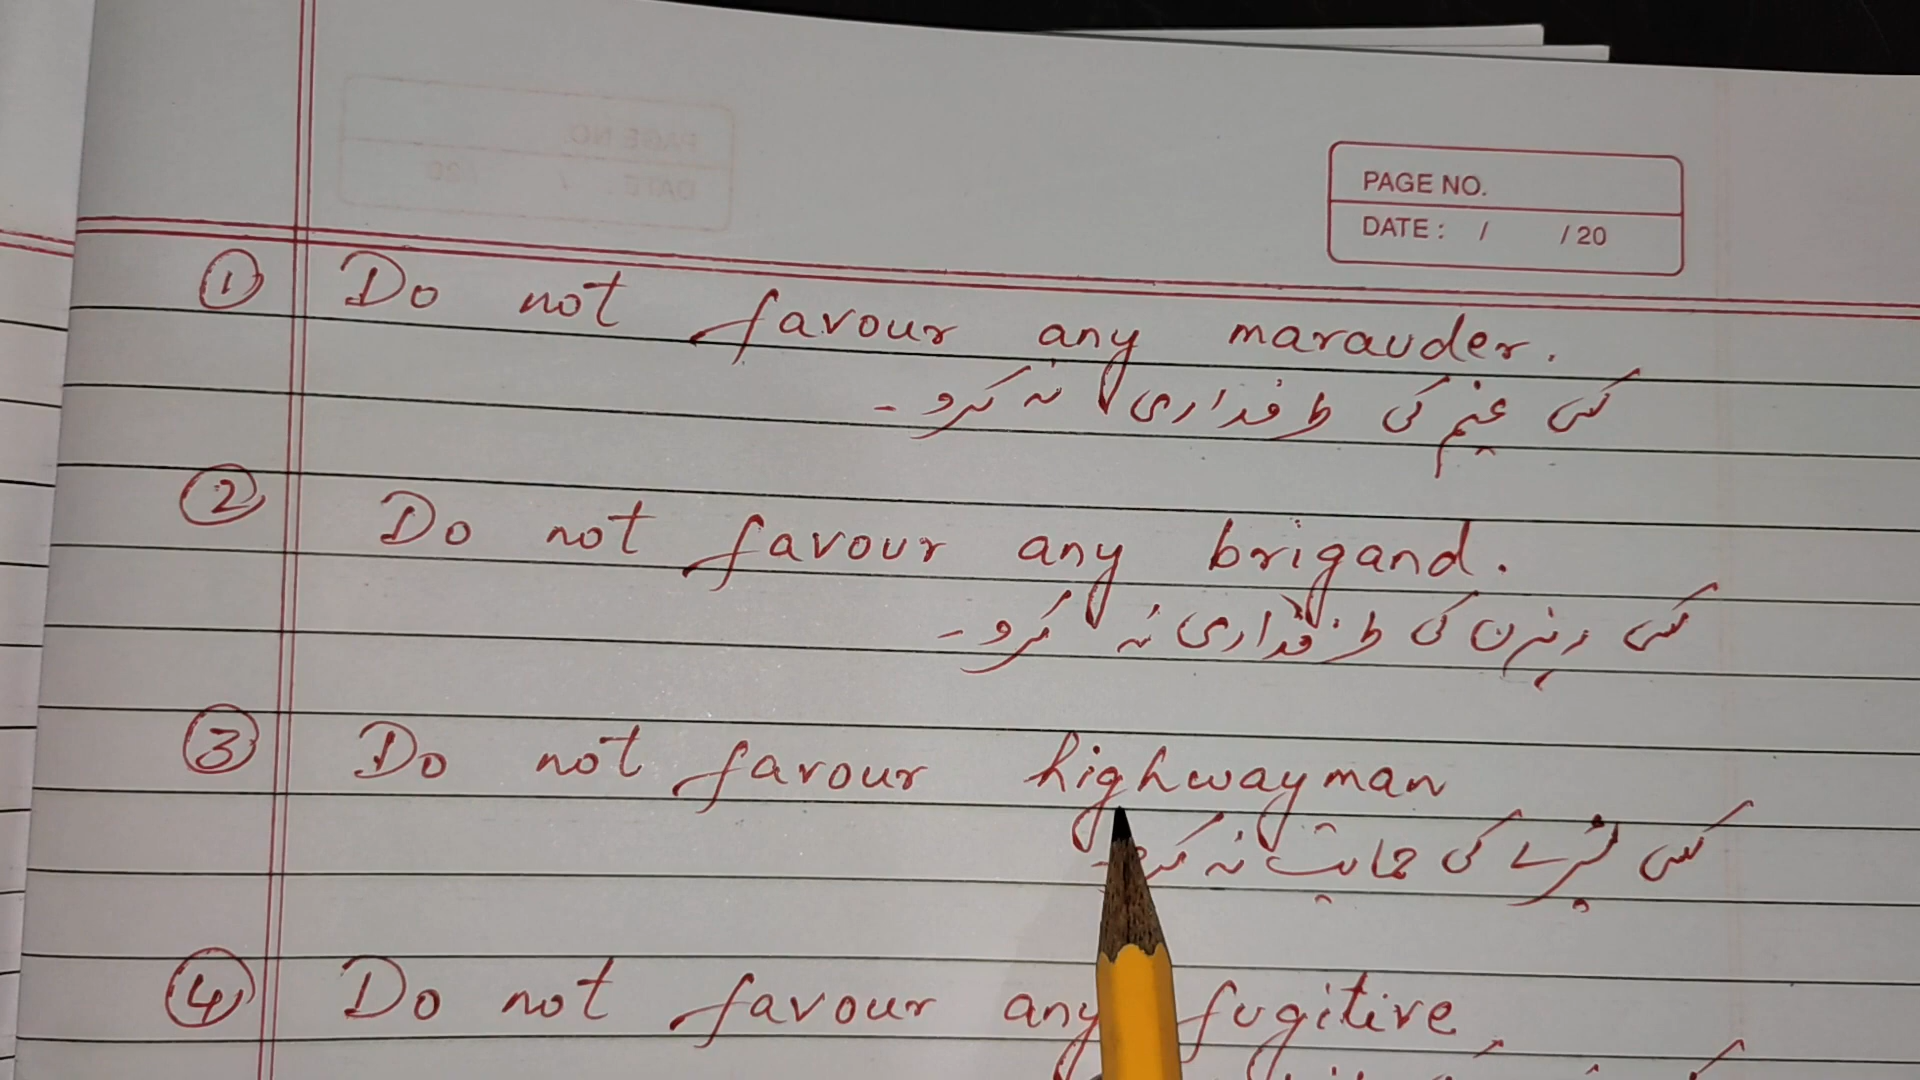 PAGE NO.
DATE : / / 20
① Do not favour any marauder.
کسی غنیم کی طرفداری نہ کرو۔
② Do not favour any brigand.
کسی رہزن کی طرفداری نہ کرو۔
③ Do not favour highwayman
کسی لٹیرے کی حمایت نہ کرو۔
④ Do not favour any fugitive.